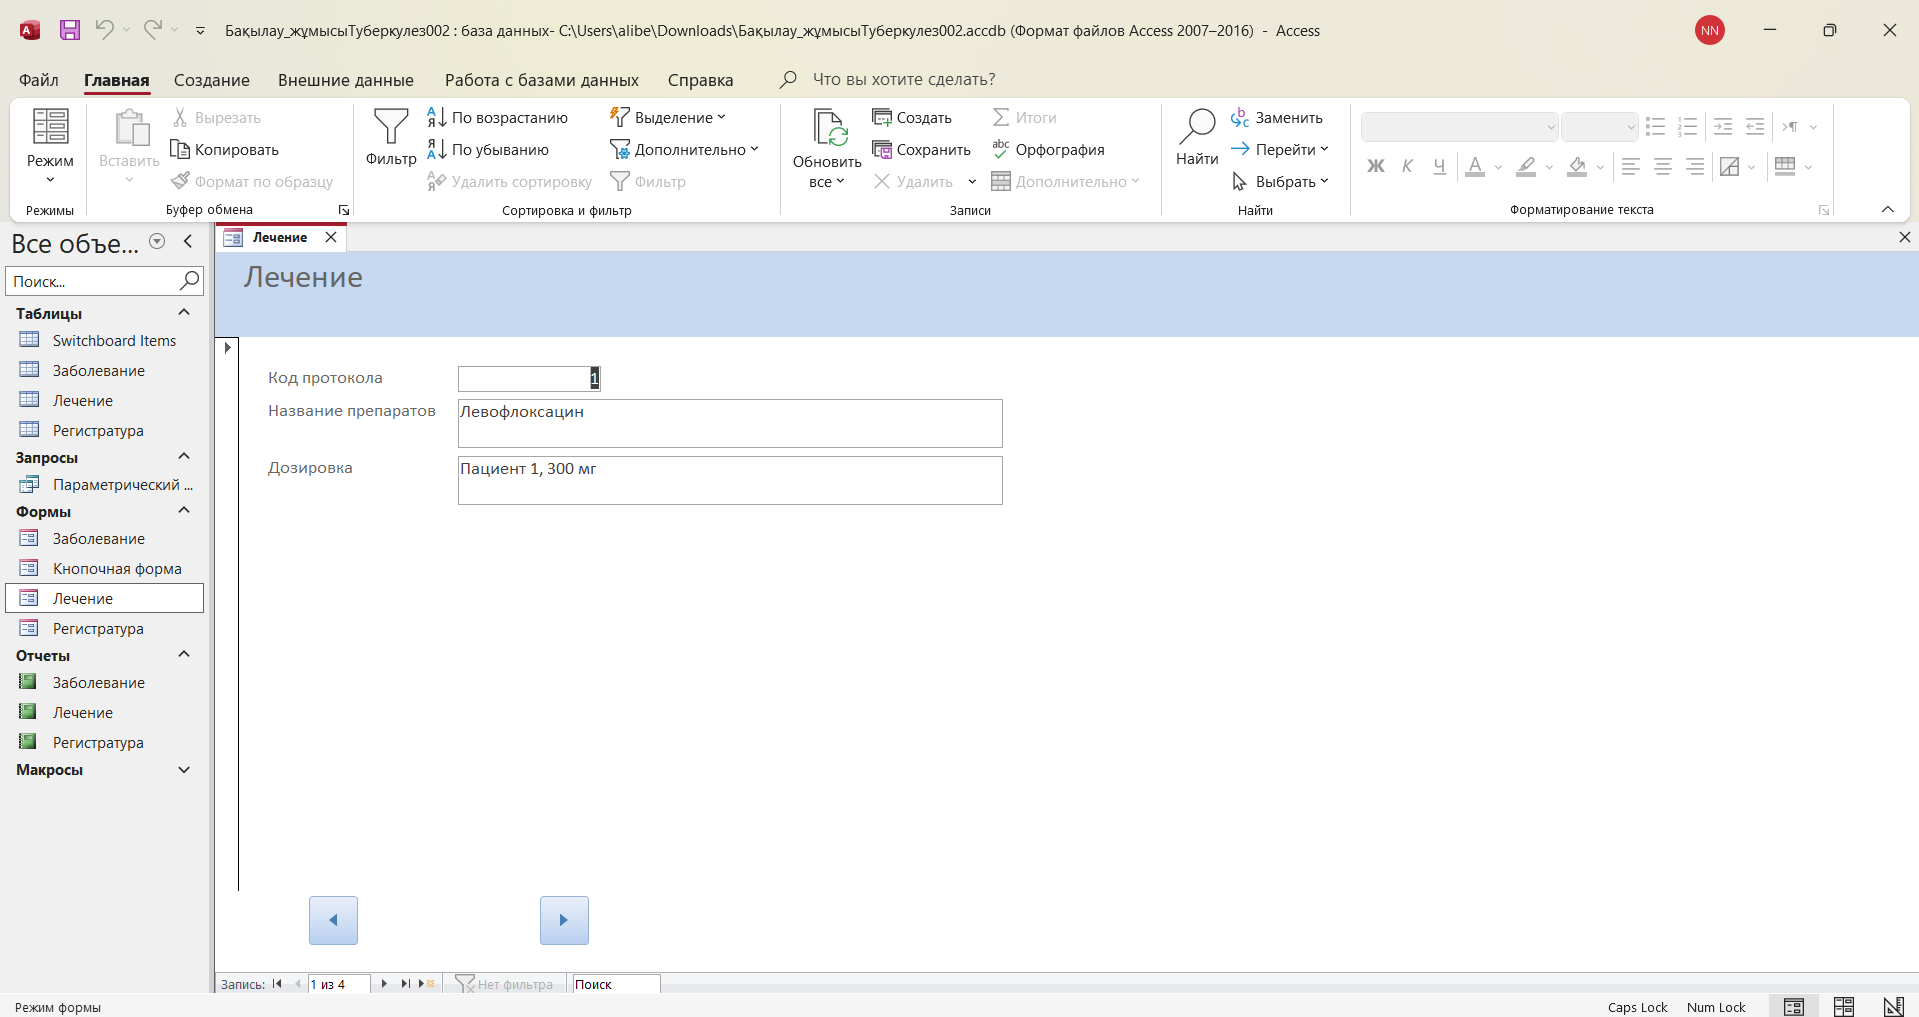 Бақылау_жұмысыТуберкулез002 : база данных- C:\Users\alibe\Downloads\Бақылау_жұмысыТуберкулез002.accdb (Формат файлов Access 2007–2016) - Access
NN
Файл Главная Создание Внешние данные Работа с базами данных Справка Что вы хотите сделать?
Режим
Режимы
Вставить
Вырезать
Копировать
Формат по образцу
Буфер обмена
Фильтр
По возрастанию
По убыванию
Удалить сортировку
Выделение
Дополнительно
Фильтр
Сортировка и фильтр
Обновить
все
Создать
Сохранить
Удалить
Итоги
Орфография
Дополнительно
Записи
Найти
Заменить
Перейти
Выбрать
Найти
Ж К Ч А
Форматирование текста
Все объе...
Поиск...
Таблицы
Switchboard Items
Заболевание
Лечение
Регистратура
Запросы
Параметрический ...
Формы
Заболевание
Кнопочная форма
Лечение
Регистратура
Отчеты
Заболевание
Лечение
Регистратура
Макросы
Лечение
Лечение
Код протокола 1
Название препаратов Левофлоксацин
Дозировка Пациент 1, 300 мг
Запись: 1 из 4 Нет фильтра Поиск
Режим формы
Caps Lock Num Lock